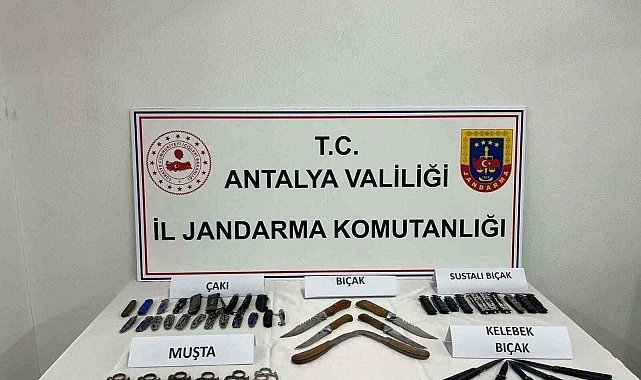 T.C.
ANTALYA VALİLİĞİ
İL JANDARMA KOMUTANLIĞI
JANDARMA
ÇAKI
BIÇAK
SUSTALI BIÇAK
MUŞTA
KELEBEK
BIÇAK